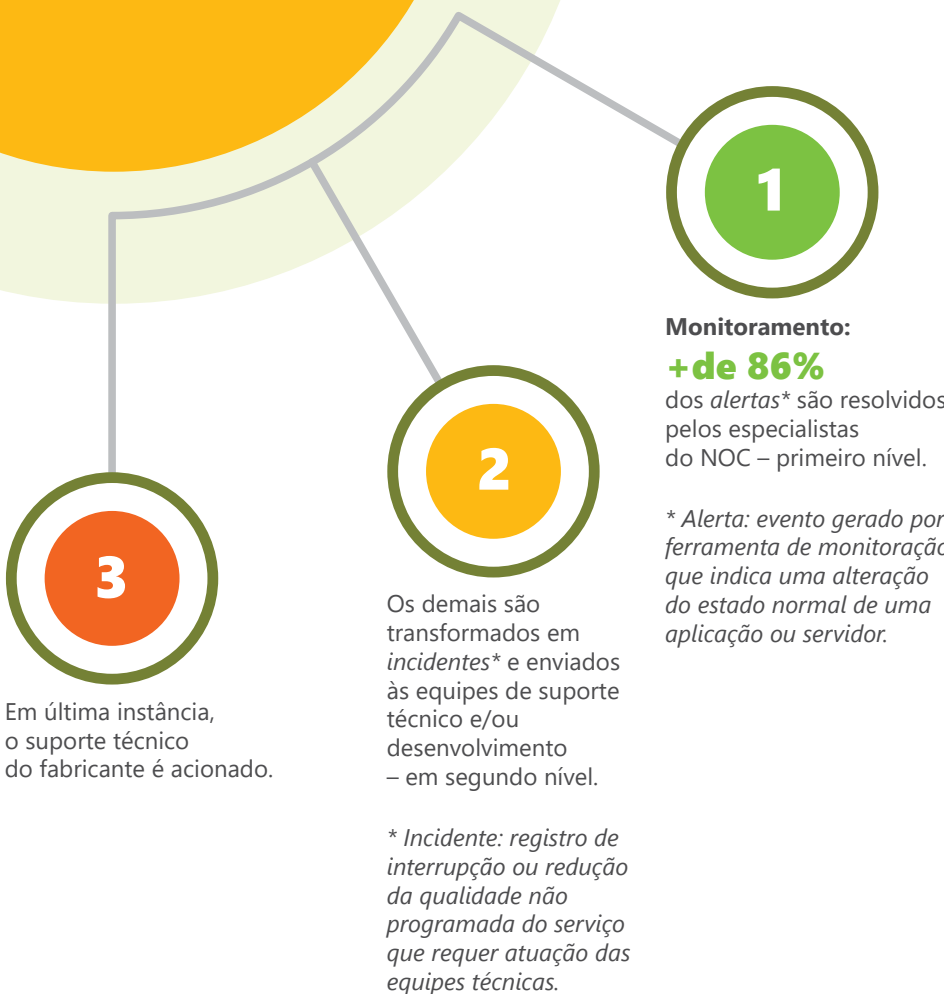 1
Monitoramento:
+de 86%
dos alertas* são resolvidos
pelos especialistas
do NOC – primeiro nível.
* Alerta: evento gerado por
ferramenta de monitoração
que indica uma alteração
do estado normal de uma
aplicação ou servidor.
2
Os demais são
transformados em
incidentes* e enviados
às equipes de suporte
técnico e/ou
desenvolvimento
– em segundo nível.
* Incidente: registro de
interrupção ou redução
da qualidade não
programada do serviço
que requer atuação das
equipes técnicas.
3
Em última instância,
o suporte técnico
do fabricante é acionado.